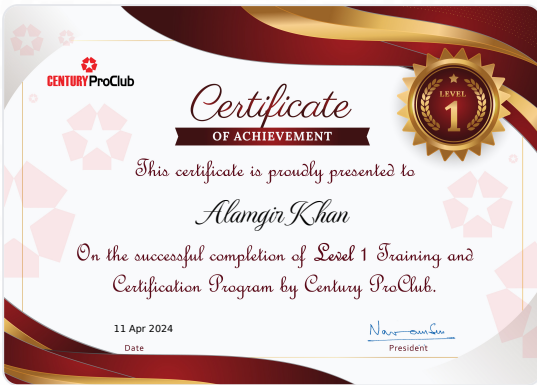 CENTURY ProClub
Certificate
OF ACHIEVEMENT
LEVEL
1
This certificate is proudly presented to
Alamgir Khan
On the successful completion of Level 1 Training and
Certification Program by Century ProClub.
11 Apr 2024
Date
President